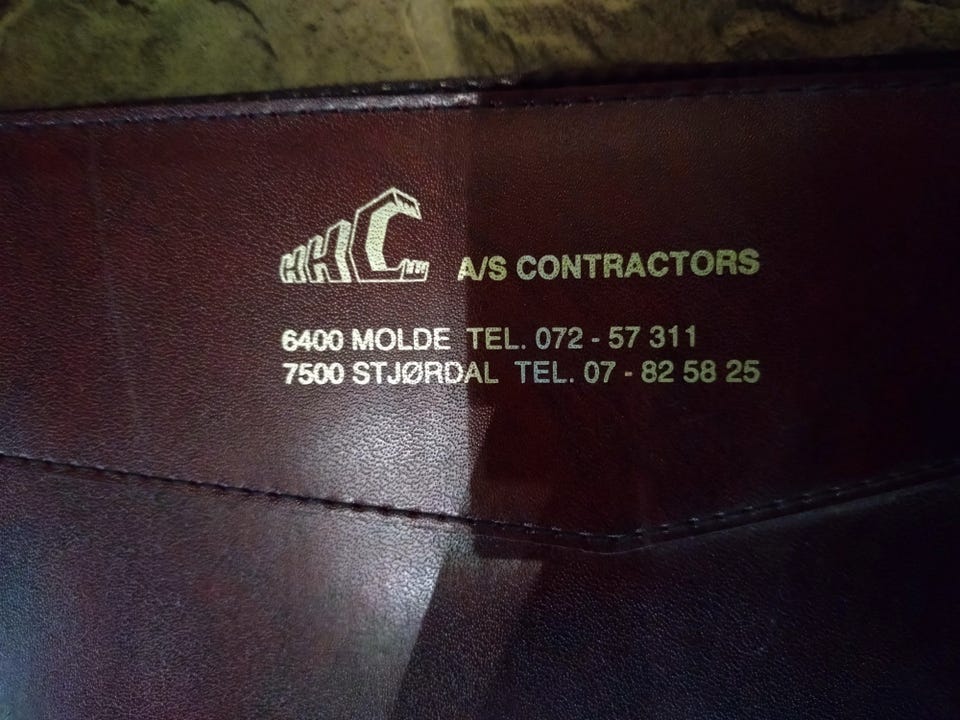 HHC A/S CONTRACTORS
6400 MOLDE TEL. 072 - 57 311
7500 STJØRDAL TEL. 07 - 82 58 25